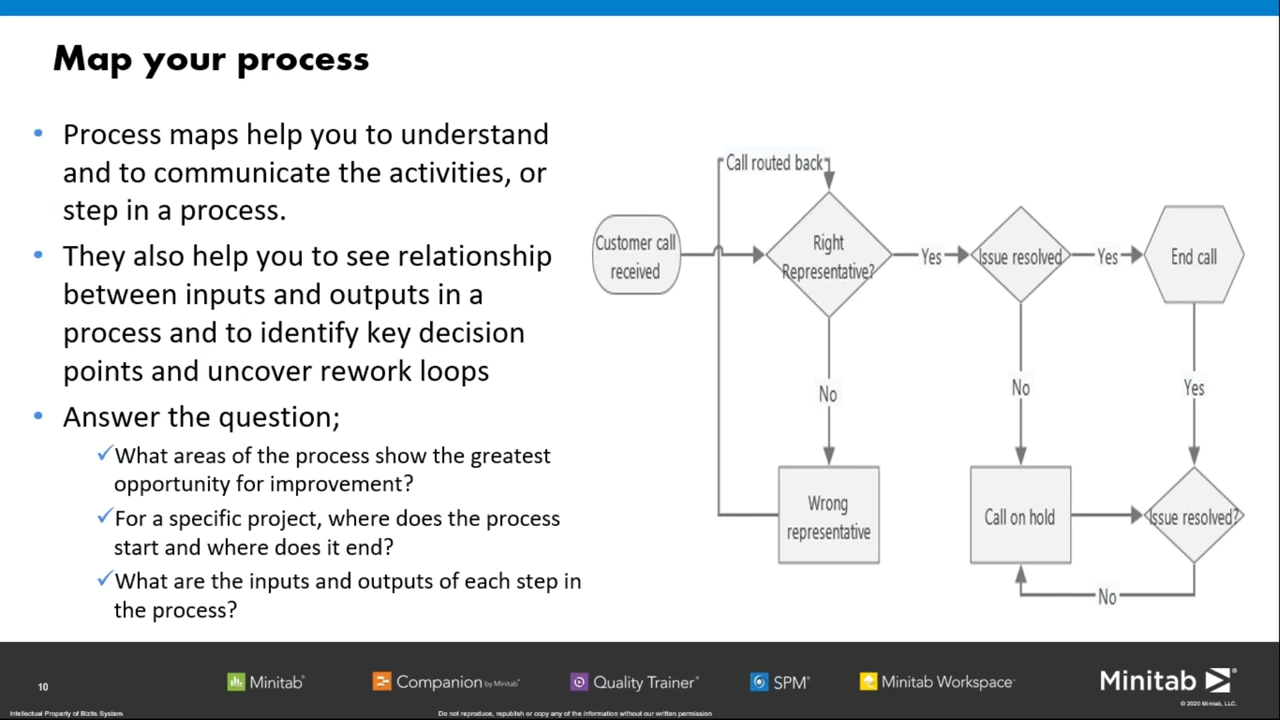 Map your process
• Process maps help you to understand
and to communicate the activities, or
step in a process.
• They also help you to see relationship
between inputs and outputs in a
process and to identify key decision
points and uncover rework loops
• Answer the question;
✓What areas of the process show the greatest
opportunity for improvement?
✓For a specific project, where does the process
start and where does it end?
✓What are the inputs and outputs of each step in
the process?
Call routed back
Customer call
received
Right
Representative?
Yes
Issue resolved
Yes
End call
No
No
Yes
Wrong
representative
Call on hold
Issue resolved?
No
10
Minitab®
Companion by Minitab®
Quality Trainer®
SPM®
Minitab Workspace™
Minitab®
© 2020 Minitab, LLC.
Intellectual Property of Bizits System
Do not reproduce, republish or copy any of the information without our written permission